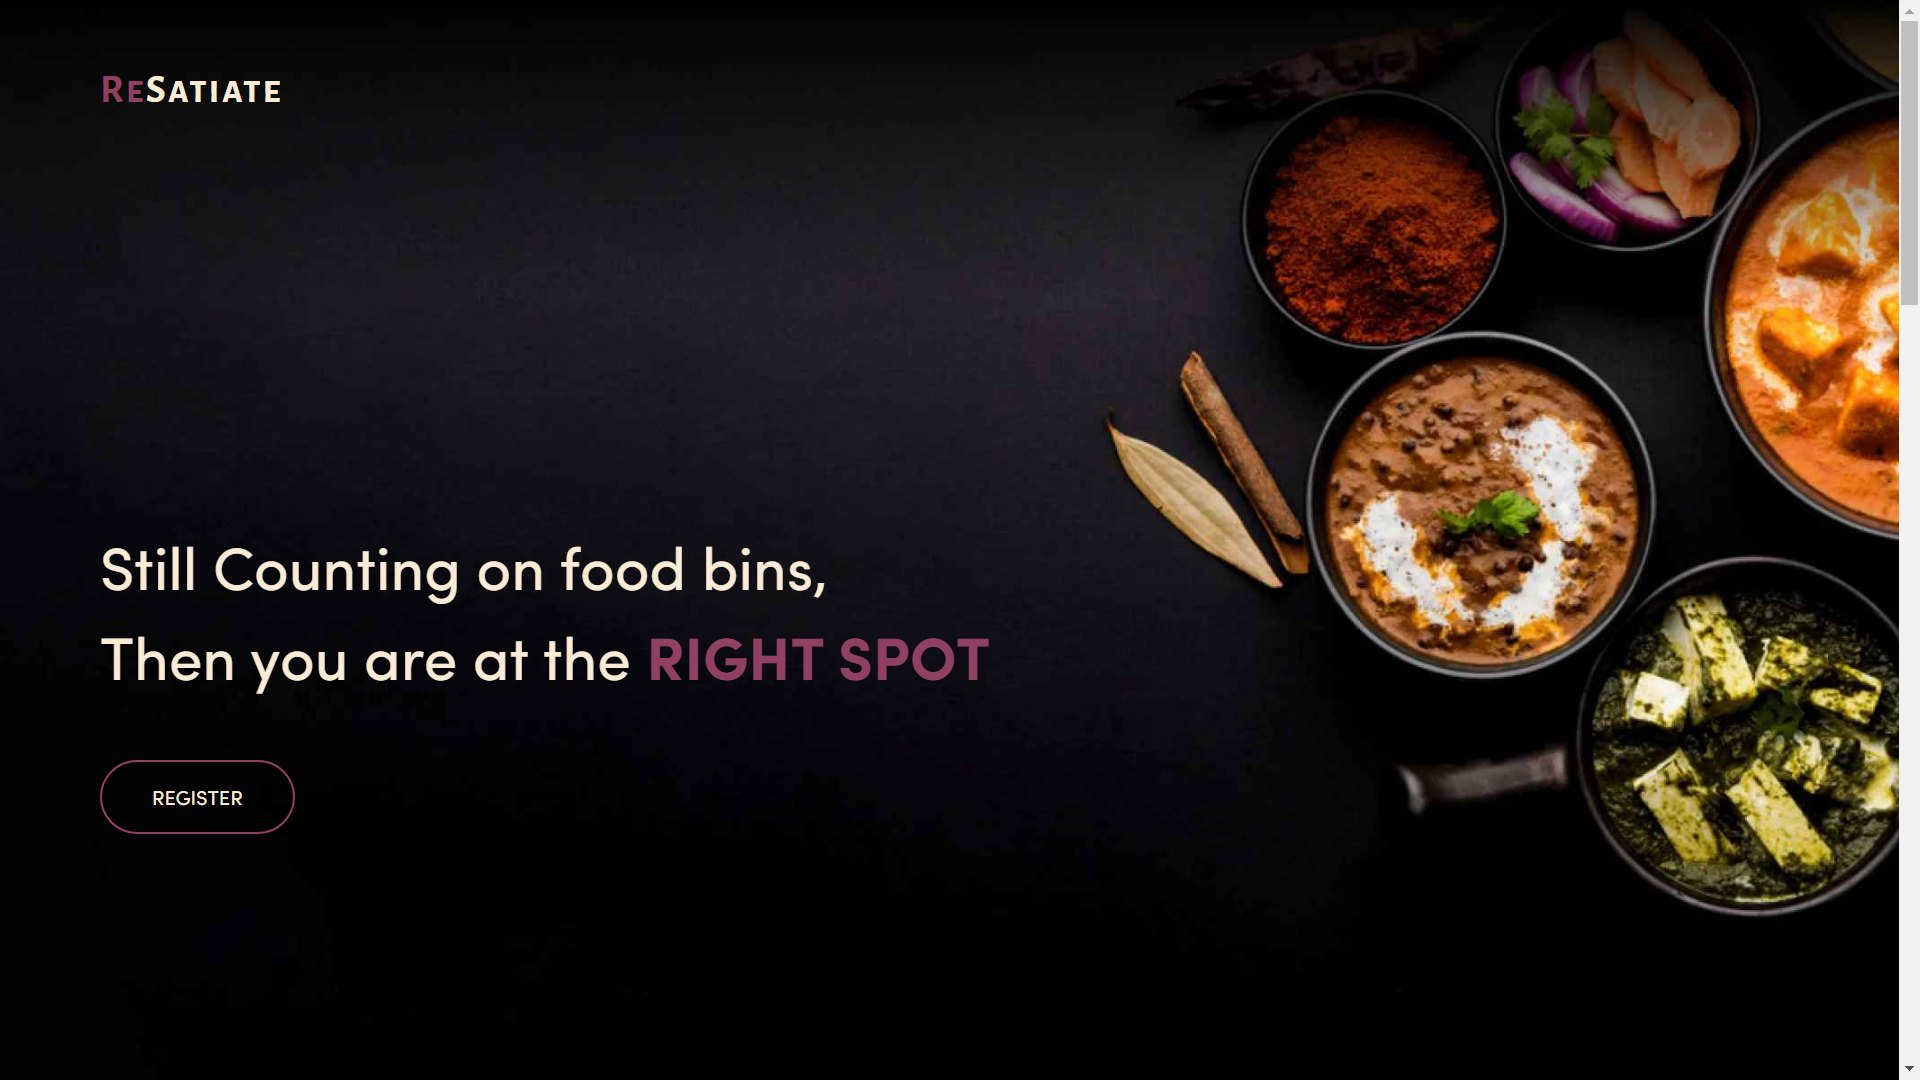 ReSatiate
Still Counting on food bins,
Then you are at the RIGHT SPOT
REGISTER